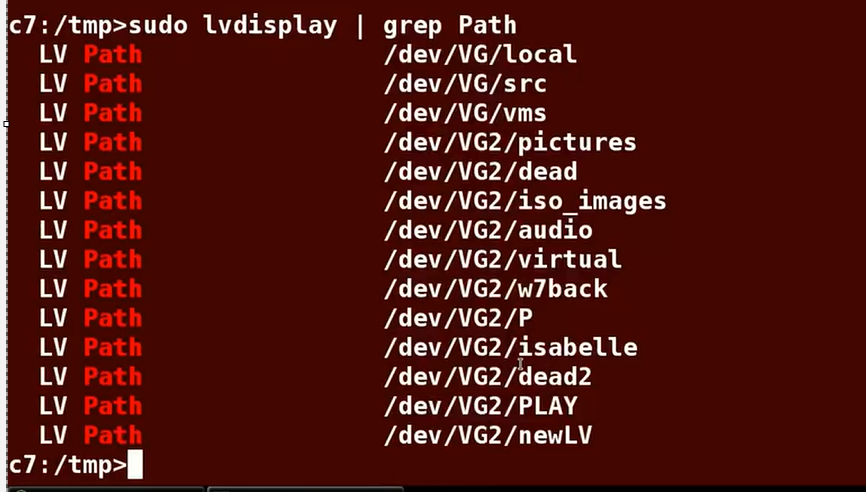 c7:/tmp>sudo lvdisplay | grep Path
  LV Path                /dev/VG/local
  LV Path                /dev/VG/src
  LV Path                /dev/VG/vms
  LV Path                /dev/VG2/pictures
  LV Path                /dev/VG2/dead
  LV Path                /dev/VG2/iso_images
  LV Path                /dev/VG2/audio
  LV Path                /dev/VG2/virtual
  LV Path                /dev/VG2/w7back
  LV Path                /dev/VG2/P
  LV Path                /dev/VG2/isabelle
  LV Path                /dev/VG2/dead2
  LV Path                /dev/VG2/PLAY
  LV Path                /dev/VG2/newLV
c7:/tmp>